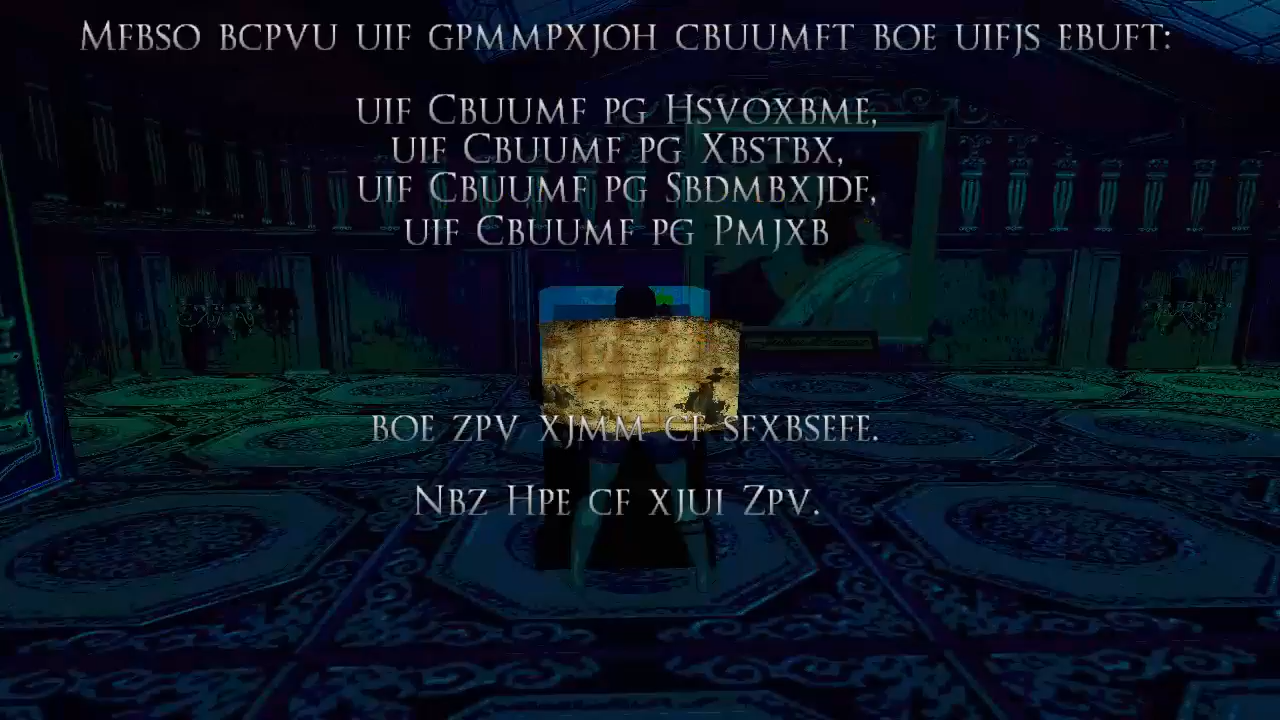 Mfbso bcpvu uif gpmmpxjoh cbuumft boe uifjs ebuft:
uif Cbuumf pg Hsvoxbme,
uif Cbuumf pg Xbstbx,
uif Cbuumf pg Sbdmbxjdf,
uif Cbuumf pg Pmjxb
boe zpv xjmm cf sfxbsefe.
Nbz Hpe cf xjui Zpv.